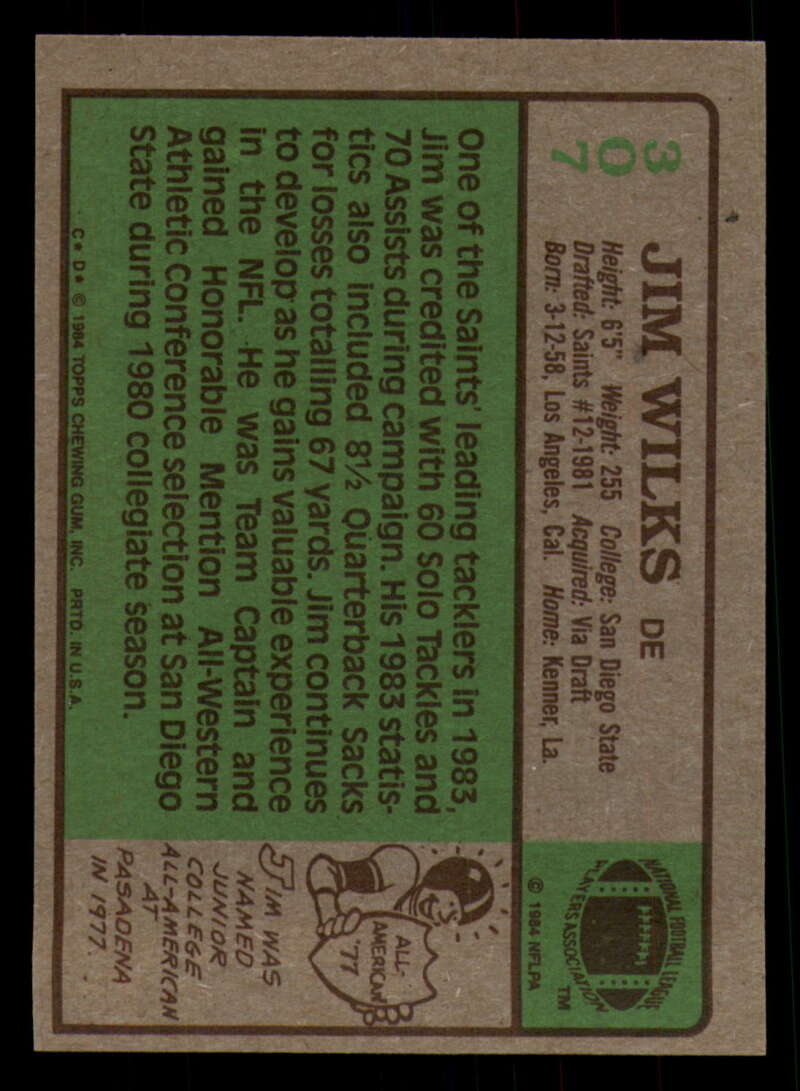 307
JIM WILKS DE
Height: 6'5" Weight: 255 College: San Diego State
Drafted: Saints #12-1981 Acquired: Via Draft
Born: 3-12-58, Los Angeles, Cal. Home: Kenner, La.
One of the Saints' leading tacklers in 1983,
Jim was credited with 60 Solo Tackles and
70 Assists during campaign. His 1983 statis-
tics also included 8½ Quarterback Sacks
for losses totalling 67 yards. Jim continues
to develop as he gains valuable experience
in the NFL. He was Team Captain and
gained Honorable Mention All-Western
Athletic Conference selection at San Diego
State during 1980 collegiate season.
C★ D★ © 1984 TOPPS CHEWING GUM, INC. PRTD. IN U.S.A.
NATIONAL FOOTBALL LEAGUE
PLAYERS ASSOCIATION
TM
© 1984 NFLPA
ALL-
AMERICAN
'77
JIM WAS
NAMED
JUNIOR
COLLEGE
ALL-AMERICAN
AT
PASADENA
IN 1977.